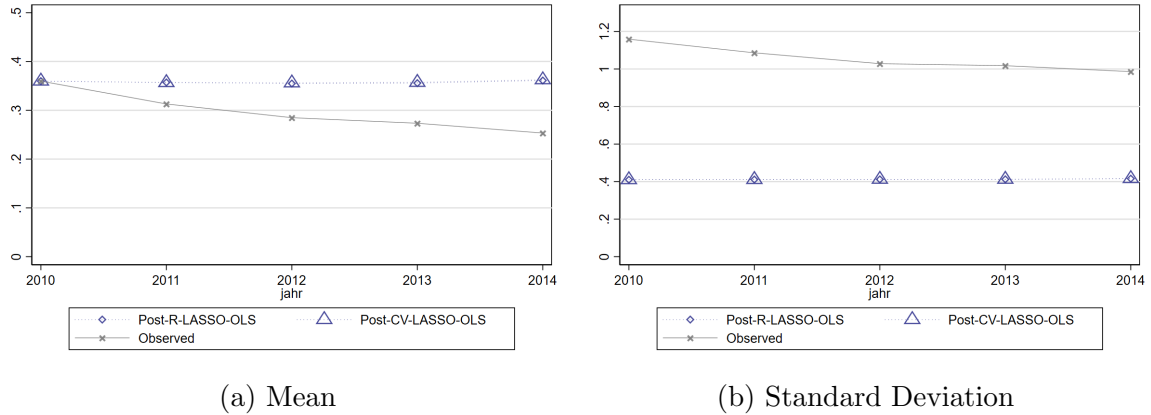 .5
.4
.3
.2
.1
0
2010 2011 2012 2013 2014
jahr
Post-R-LASSO-OLS Post-CV-LASSO-OLS
Observed
(a) Mean
1.2
1
.8
.6
.4
.2
0
2010 2011 2012 2013 2014
jahr
Post-R-LASSO-OLS Post-CV-LASSO-OLS
Observed
(b) Standard Deviation